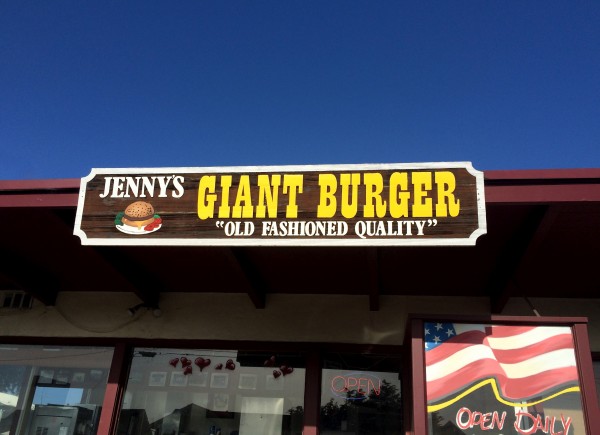 JENNY'S GIANT BURGER
"OLD FASHIONED QUALITY"
OPEN
OPEN DAILY